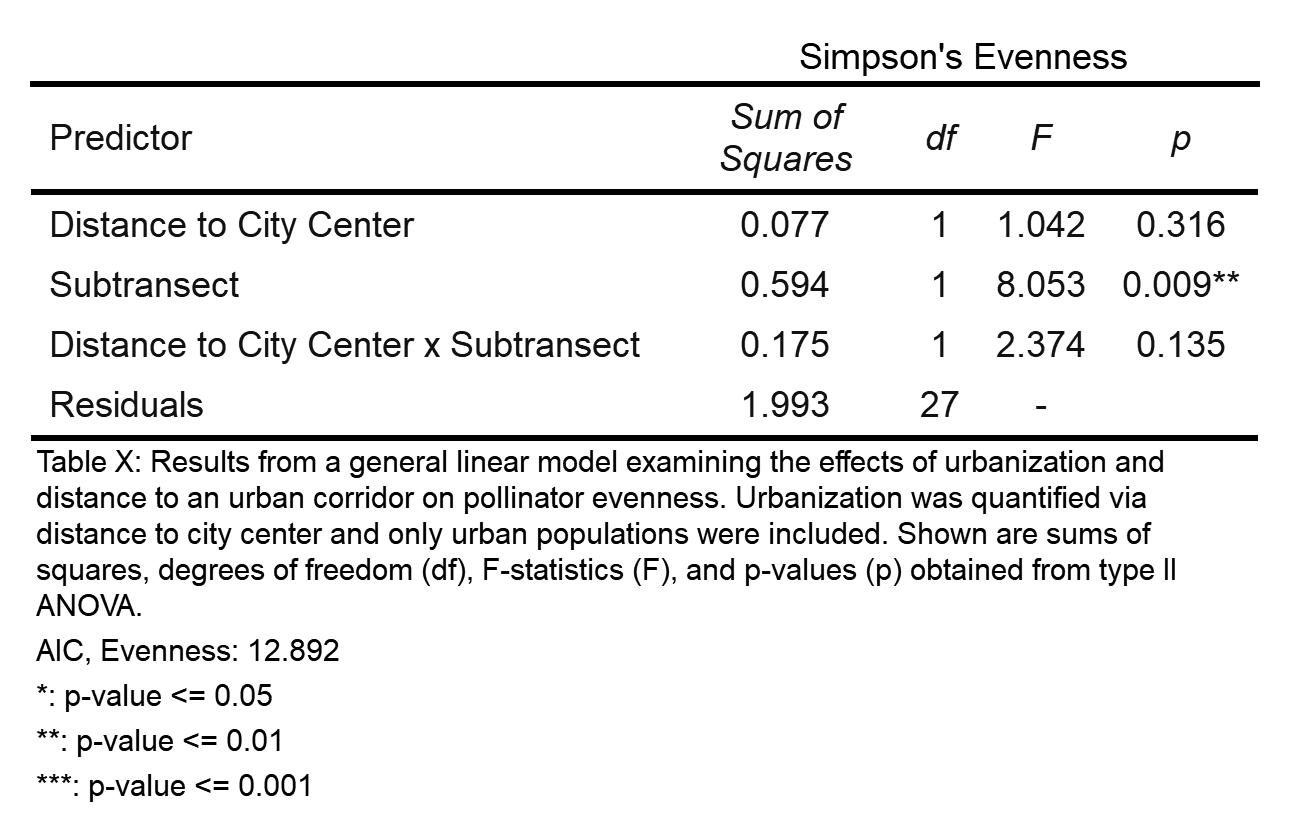 Simpson's Evenness
Predictor Sum of Squares df F p
Distance to City Center 0.077 1 1.042 0.316
Subtransect 0.594 1 8.053 0.009**
Distance to City Center x Subtransect 0.175 1 2.374 0.135
Residuals 1.993 27 -
Table X: Results from a general linear model examining the effects of urbanization and
distance to an urban corridor on pollinator evenness. Urbanization was quantified via
distance to city center and only urban populations were included. Shown are sums of
squares, degrees of freedom (df), F-statistics (F), and p-values (p) obtained from type II
ANOVA.
AIC, Evenness: 12.892
*: p-value <= 0.05
**: p-value <= 0.01
***: p-value <= 0.001